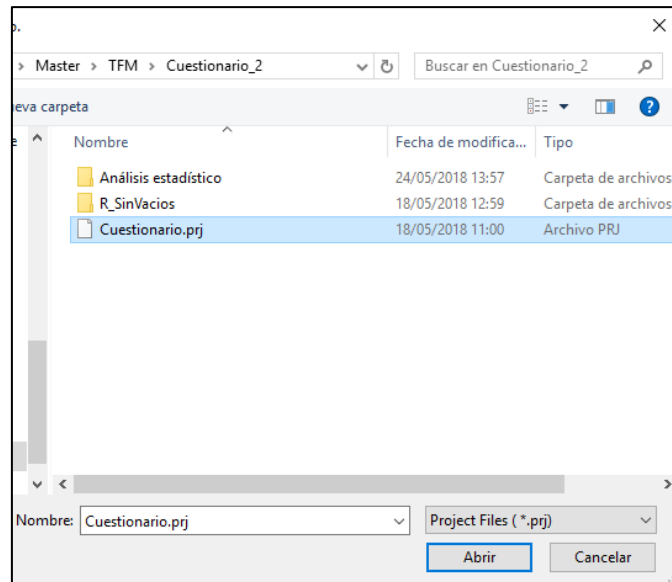 o.
> Master > TFM > Cuestionario_2 Buscar en Cuestionario_2
ueva carpeta
Nombre Fecha de modifica... Tipo
Análisis estadístico 24/05/2018 13:57 Carpeta de archivos
R_SinVacios 18/05/2018 12:59 Carpeta de archivos
Cuestionario.prj 18/05/2018 11:00 Archivo PRJ
Nombre: Cuestionario.prj Project Files ( *.prj)
Abrir Cancelar